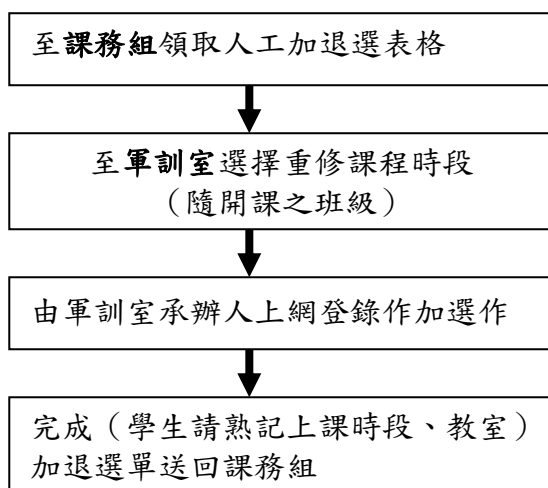 至課務組領取人工加退選表格
至軍訓室選擇重修課程時段
（隨開課之班級）
由軍訓室承辦人上網登錄作加選作
完成（學生請熟記上課時段、教室）
加退選單送回課務組